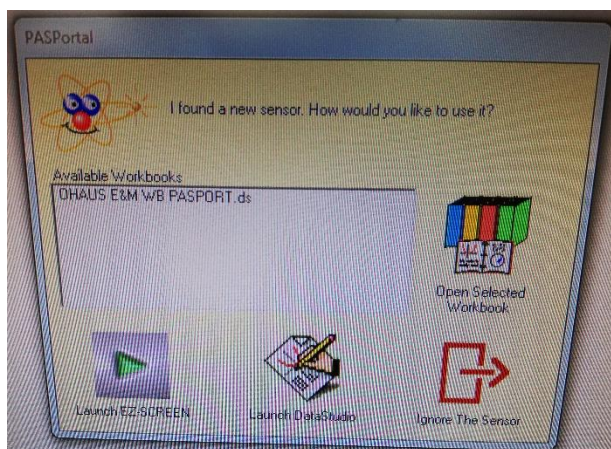 PASPortal
I found a new sensor. How would you like to use it?
Available Workbooks
OHAUS E&M WB PASPORT.ds
Open Selected
Workbook
Launch EZ-SCREEN
Launch DataStudio
Ignore The Sensor